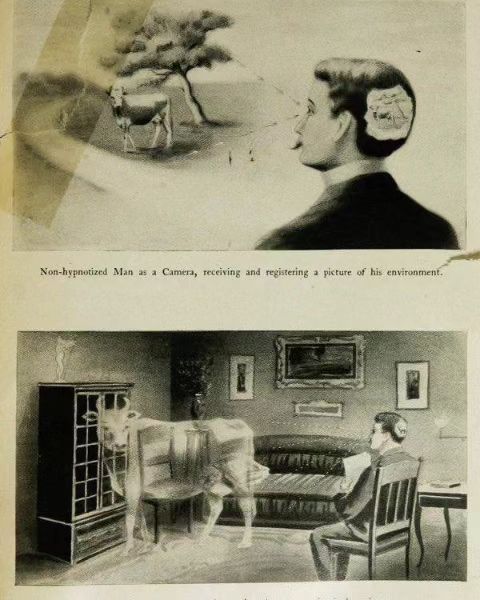 Non-hypnotized Man as a Camera, receiving and registering a picture of his environment.